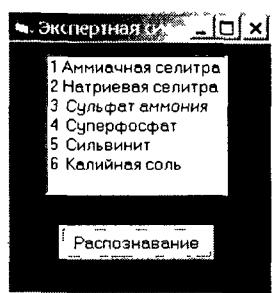 Экспертная
1 Аммиачная селитра
2 Натриевая селитра
3 Сульфат аммония
4 Суперфосфат
5 Сильвинит
6 Калийная соль
Распознавание